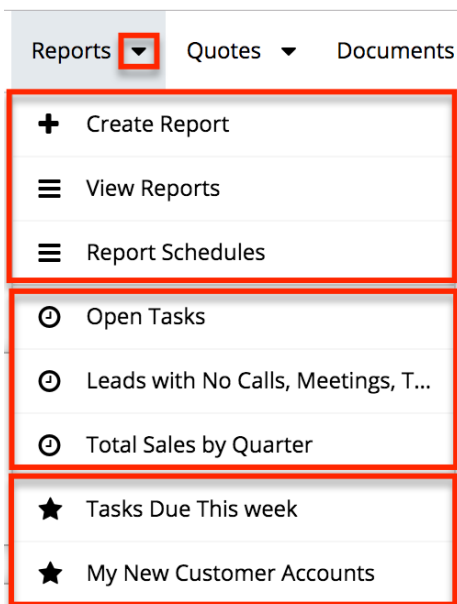 Reports Quotes Documents
Create Report
View Reports
Report Schedules
Open Tasks
Leads with No Calls, Meetings, T...
Total Sales by Quarter
Tasks Due This week
My New Customer Accounts